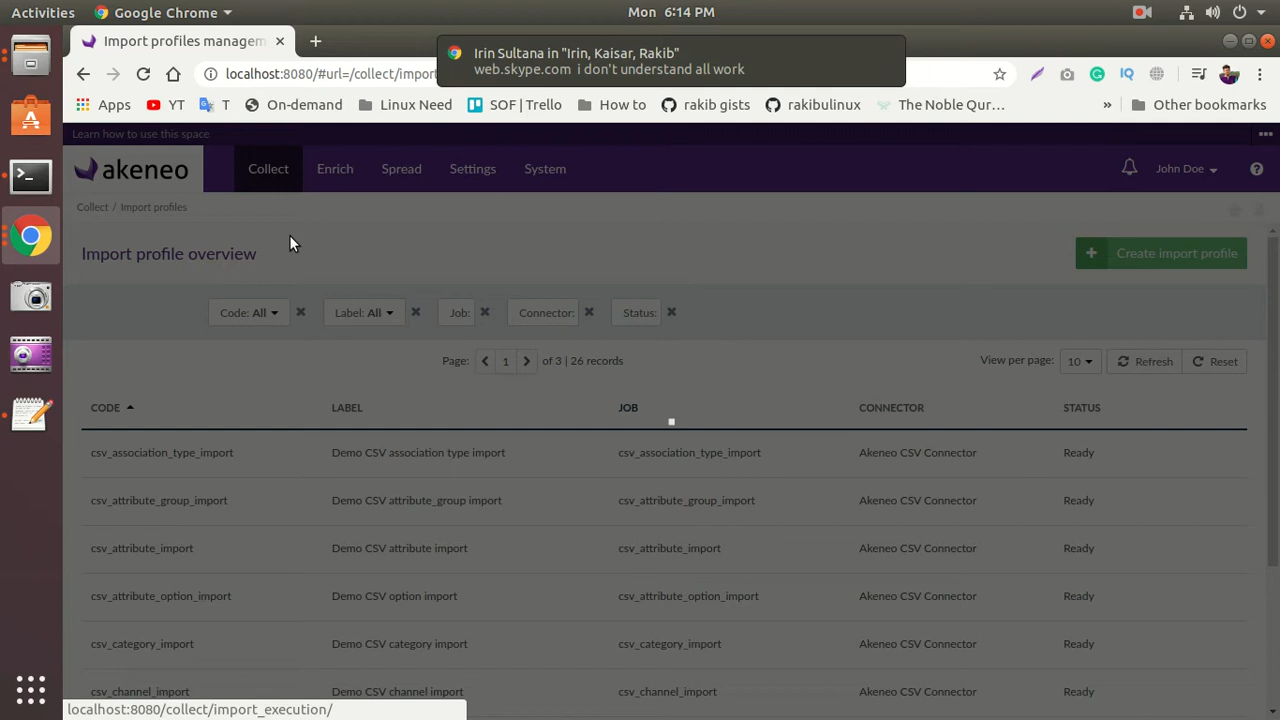 Activities Google Chrome Mon 6:14 PM
Import profiles managem
Irin Sultana in "Irin, Kaisar, Rakib"
web.skype.com i don't understand all work
localhost:8080/#url=/collect/import
Apps YT T On-demand Linux Need SOF | Trello How to rakib gists rakibulinux The Noble Qur... » Other bookmarks
Learn how to use this space
akeneo Collect Enrich Spread Settings System John Doe
Collect / Import profiles
Import profile overview Create import profile
Code: All Label: All Job: Connector: Status:
Page: 1 of 3 | 26 records View per page: 10 Refresh Reset
CODE LABEL JOB CONNECTOR STATUS
csv_association_type_import Demo CSV association type import csv_association_type_import Akeneo CSV Connector Ready
csv_attribute_group_import Demo CSV attribute_group import csv_attribute_group_import Akeneo CSV Connector Ready
csv_attribute_import Demo CSV attribute import csv_attribute_import Akeneo CSV Connector Ready
csv_attribute_option_import Demo CSV option import csv_attribute_option_import Akeneo CSV Connector Ready
csv_category_import Demo CSV category import csv_category_import Akeneo CSV Connector Ready
csv_channel_import Demo CSV channel import csv_channel_import Akeneo CSV Connector Ready
localhost:8080/collect/import_execution/